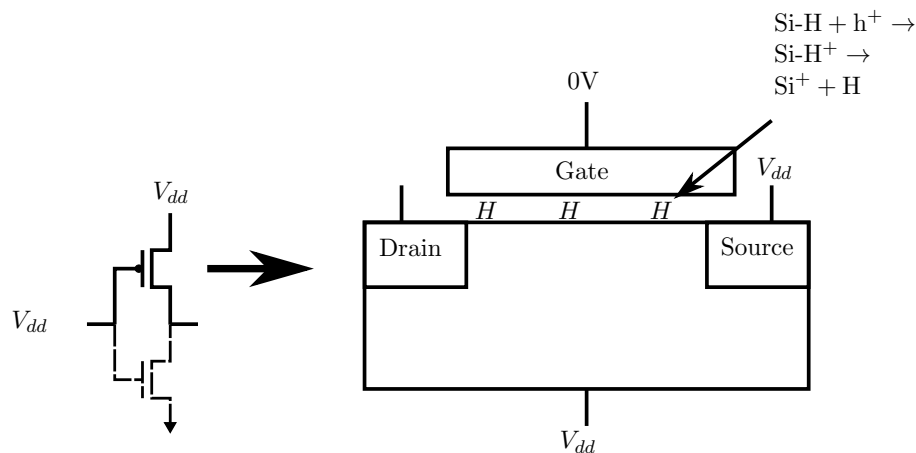 Si-H + h⁺ →
Si-H⁺ →
Si⁺ + H
0V
Gate
V_dd
V_dd
H H H
Drain
Source
V_dd
V_dd